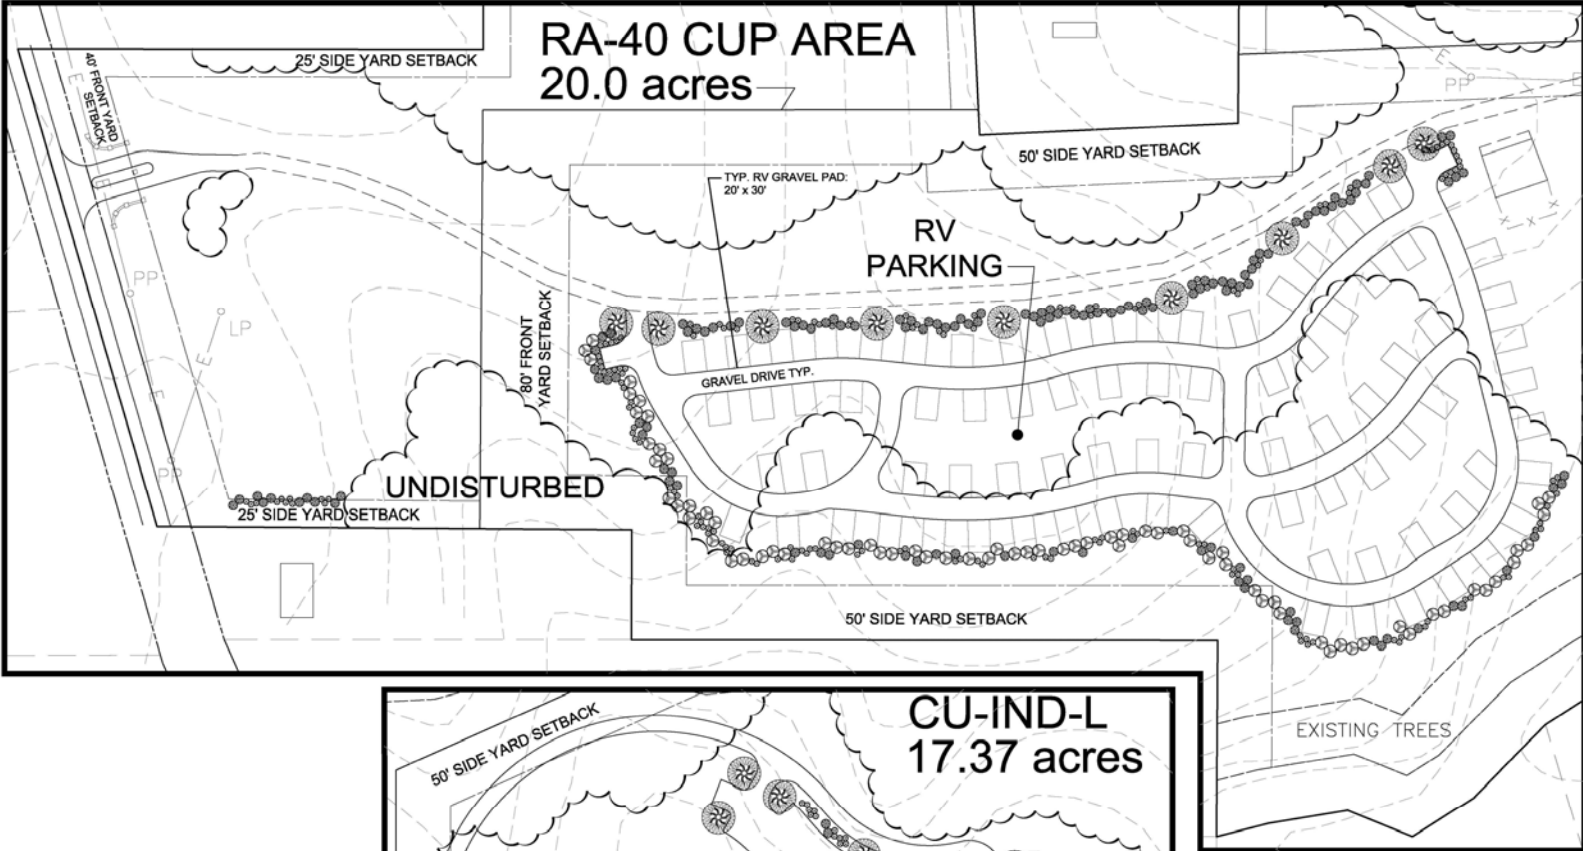 RA-40 CUP AREA
20.0 acres
25' SIDE YARD SETBACK
40' FRONT YARD
SETBACK
E
PP
E
50' SIDE YARD SETBACK
TYP. RV GRAVEL PAD:
20' x 30'
RV
PARKING
E
PP
LP
E
E
PP
80' FRONT
YARD SETBACK
GRAVEL DRIVE TYP.
UNDISTURBED
25' SIDE YARD SETBACK
50' SIDE YARD SETBACK
EXISTING TREES
CU-IND-L
17.37 acres
50' SIDE YARD SETBACK